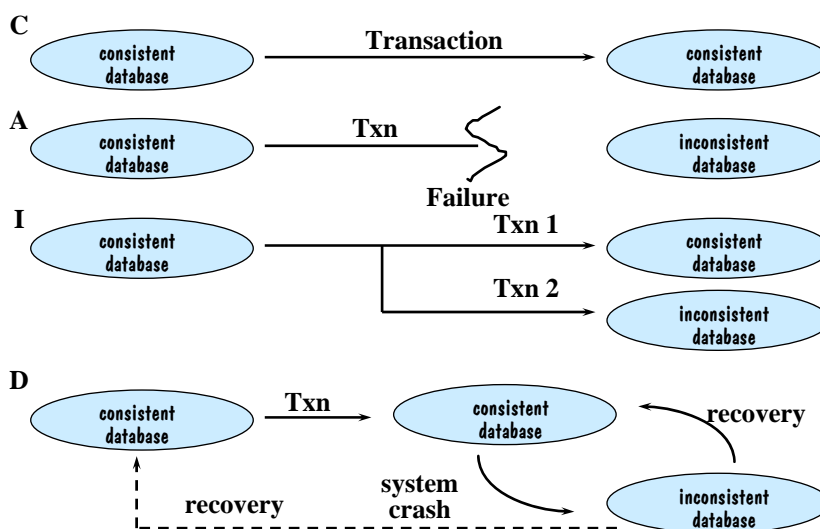 C
Transaction
consistent
database
consistent
database
A
Txn
consistent
database
inconsistent
database
Failure
I
Txn 1
consistent
database
consistent
database
Txn 2
inconsistent
database
D
Txn
consistent
database
consistent
database
recovery
recovery
system
crash
inconsistent
database